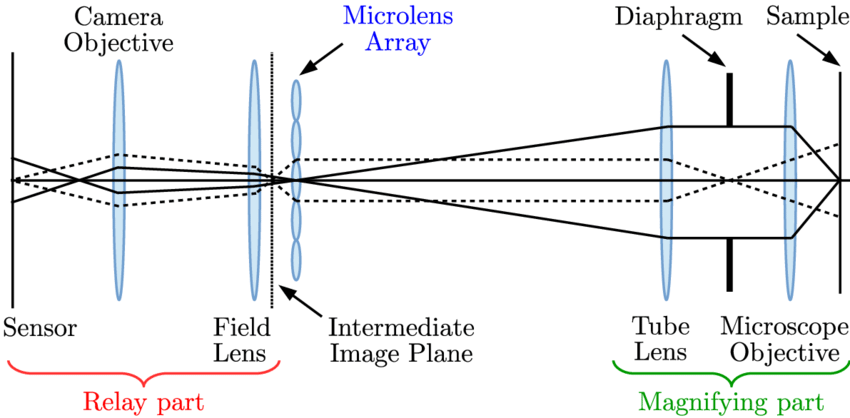 Camera
Objective
Microlens
Array
Diaphragm
Sample
Sensor
Field
Lens
Intermediate
Image Plane
Tube
Lens
Microscope
Objective
Relay part
Magnifying part